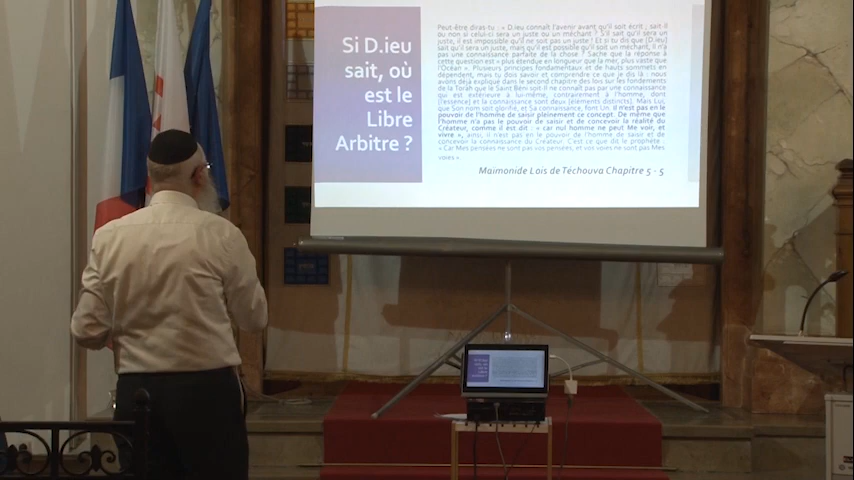 Si D.ieu
sait, où
est le
Libre
Arbitre ?
Peut-être diras-tu : « D.ieu connaît l'avenir avant qu'il soit écrit ; sait il
ou non si celui-ci sera un juste ou un méchant ? S'il sait qu'il sera un
juste, il est impossible qu'il ne soit pas un juste ! Et si tu dis que [D.ieu]
sait qu'il sera un juste, mais qu'il est possible qu'il soit un méchant, il n'a
pas une connaissance parfaite de la chose ? Sache que la réponse à
cette question est « plus étendue en longueur que la mer, plus vaste que
l'Océan ». Plusieurs principes fondamentaux et de hauts sommets en
dépendent, mais tu dois savoir et comprendre ce que je dis là : nous
avons déjà expliqué dans le second chapitre des lois sur les fondements
de la Torah que le Saint Béni soit-Il ne connaît pas par une connaissance
qui est extérieure à lui-même, contrairement à l'homme, dont
[l'essence] et la connaissance sont deux [éléments distincts]. Mais Lui,
que Son nom soit glorifié, et Sa connaissance, font Un. Il n'est pas en le
pouvoir de l'homme de saisir pleinement ce concept. De même que
l'homme n'a pas le pouvoir de saisir et de concevoir la réalité du
Créateur, comme il est dit : « car nul homme ne peut Me voir, et
vivre », ainsi, il n'est pas en le pouvoir de l'homme de saisir et de
concevoir la connaissance du Créateur. C'est ce que dit le prophète :
« Car Mes pensées ne sont pas vos pensées, et vos voies ne sont pas Mes
voies »
Maimonide Lois de Téchouva Chapitre 5 - 5
Si D.ieu
sait, où
est le
Libre
Arbitre ?